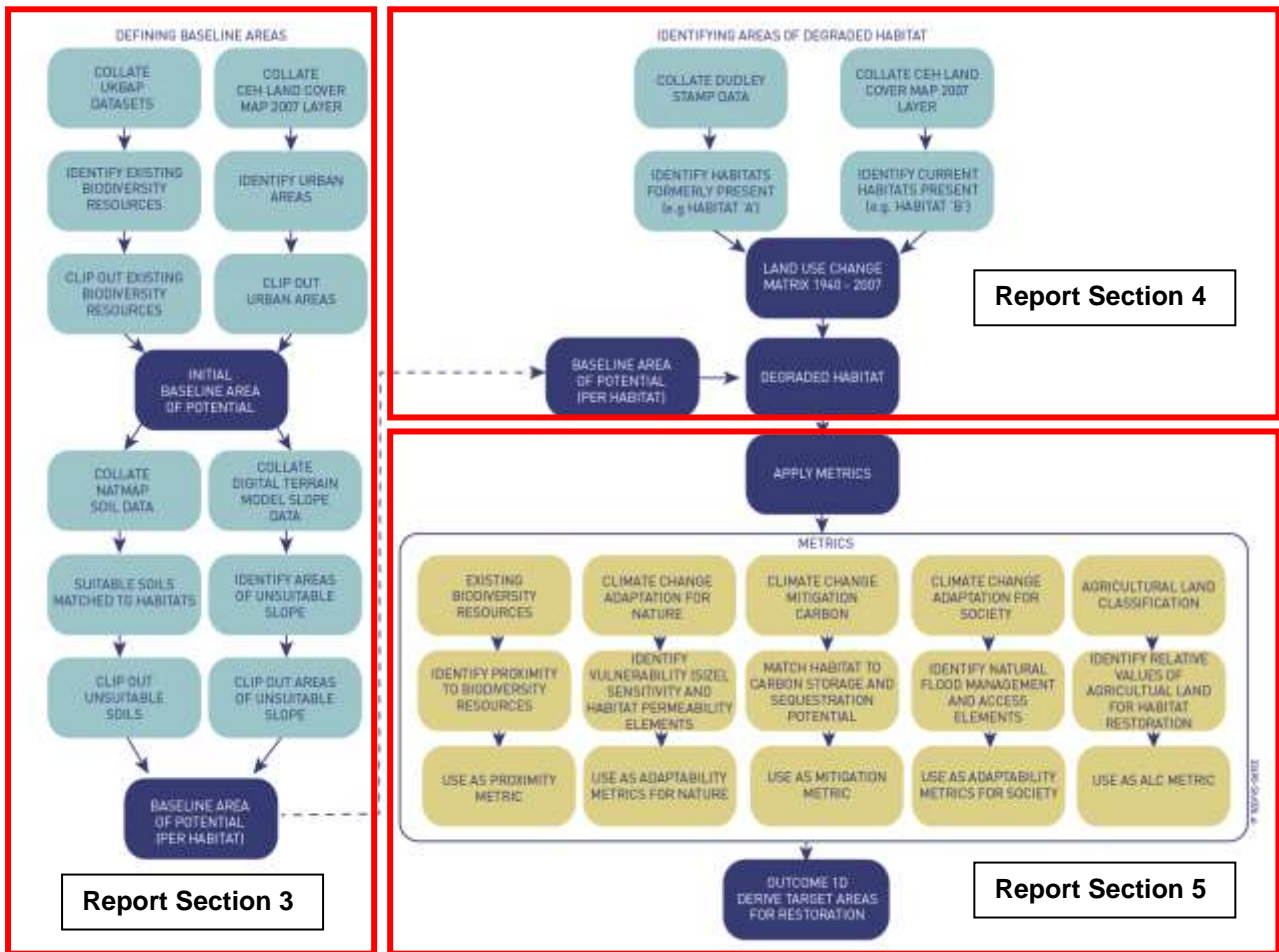 DEFINING BASELINE AREAS
COLLATE
UKBAP
DATASETS
COLLATE
CEH LAND COVER
MAP 2007 LAYER
IDENTIFY EXISTING
BIODIVERSITY
RESOURCES
IDENTIFY URBAN
AREAS
CLIP OUT EXISTING
BIODIVERSITY
RESOURCES
CLIP OUT
URBAN AREAS
INITIAL
BASELINE AREA
OF POTENTIAL
COLLATE
NATMAP
SOIL DATA
COLLATE
DIGITAL TERRAIN
MODEL SLOPE
DATA
SUITABLE SOILS
MATCHED TO HABITATS
IDENTIFY AREAS
OF UNSUITABLE
SLOPE
CLIP OUT
UNSUITABLE
SOILS
CLIP OUT AREAS
OF UNSUITABLE
SLOPE
BASELINE AREA
OF POTENTIAL
(PER HABITAT)
Report Section 3
IDENTIFYING AREAS OF DEGRADED HABITAT
COLLATE DUDLEY
STAMP DATA
COLLATE CEH LAND
COVER MAP 2007
LAYER
IDENTIFY HABITATS
FORMERLY PRESENT
(e.g HABITAT 'A')
IDENTIFY CURRENT
HABITATS PRESENT
(e.g. HABITAT 'B')
LAND USE CHANGE
MATRIX 1940 - 2007
Report Section 4
BASELINE AREA
OF POTENTIAL
(PER HABITAT)
DEGRADED HABITAT
APPLY METRICS
METRICS
EXISTING
BIODIVERSITY
RESOURCES
CLIMATE CHANGE
ADAPTATION FOR
NATURE
CLIMATE CHANGE
MITIGATION
CARBON
CLIMATE CHANGE
ADAPTATION FOR
SOCIETY
AGRICULTURAL LAND
CLASSIFICATION
IDENTIFY PROXIMITY
TO BIODIVERSITY
RESOURCES
IDENTIFY
VULNERABILITY (SIZE),
SENSITIVITY AND
HABITAT PERMEABILITY
ELEMENTS
MATCH HABITAT TO
CARBON STORAGE AND
SEQUESTRATION
POTENTIAL
IDENTIFY NATURAL
FLOOD MANAGEMENT
AND ACCESS
ELEMENTS
IDENTIFY RELATIVE
VALUES OF
AGRICULTUAL LAND
FOR HABITAT
RESTORATION
USE AS PROXIMITY
METRIC
USE AS ADAPTABILITY
METRICS FOR NATURE
USE AS MITIGATION
METRIC
USE AS ADAPTABILITY
METRICS FOR SOCIETY
USE AS ALC METRIC
OUTCOME 1D
DERIVE TARGET AREAS
FOR RESTORATION
Report Section 5